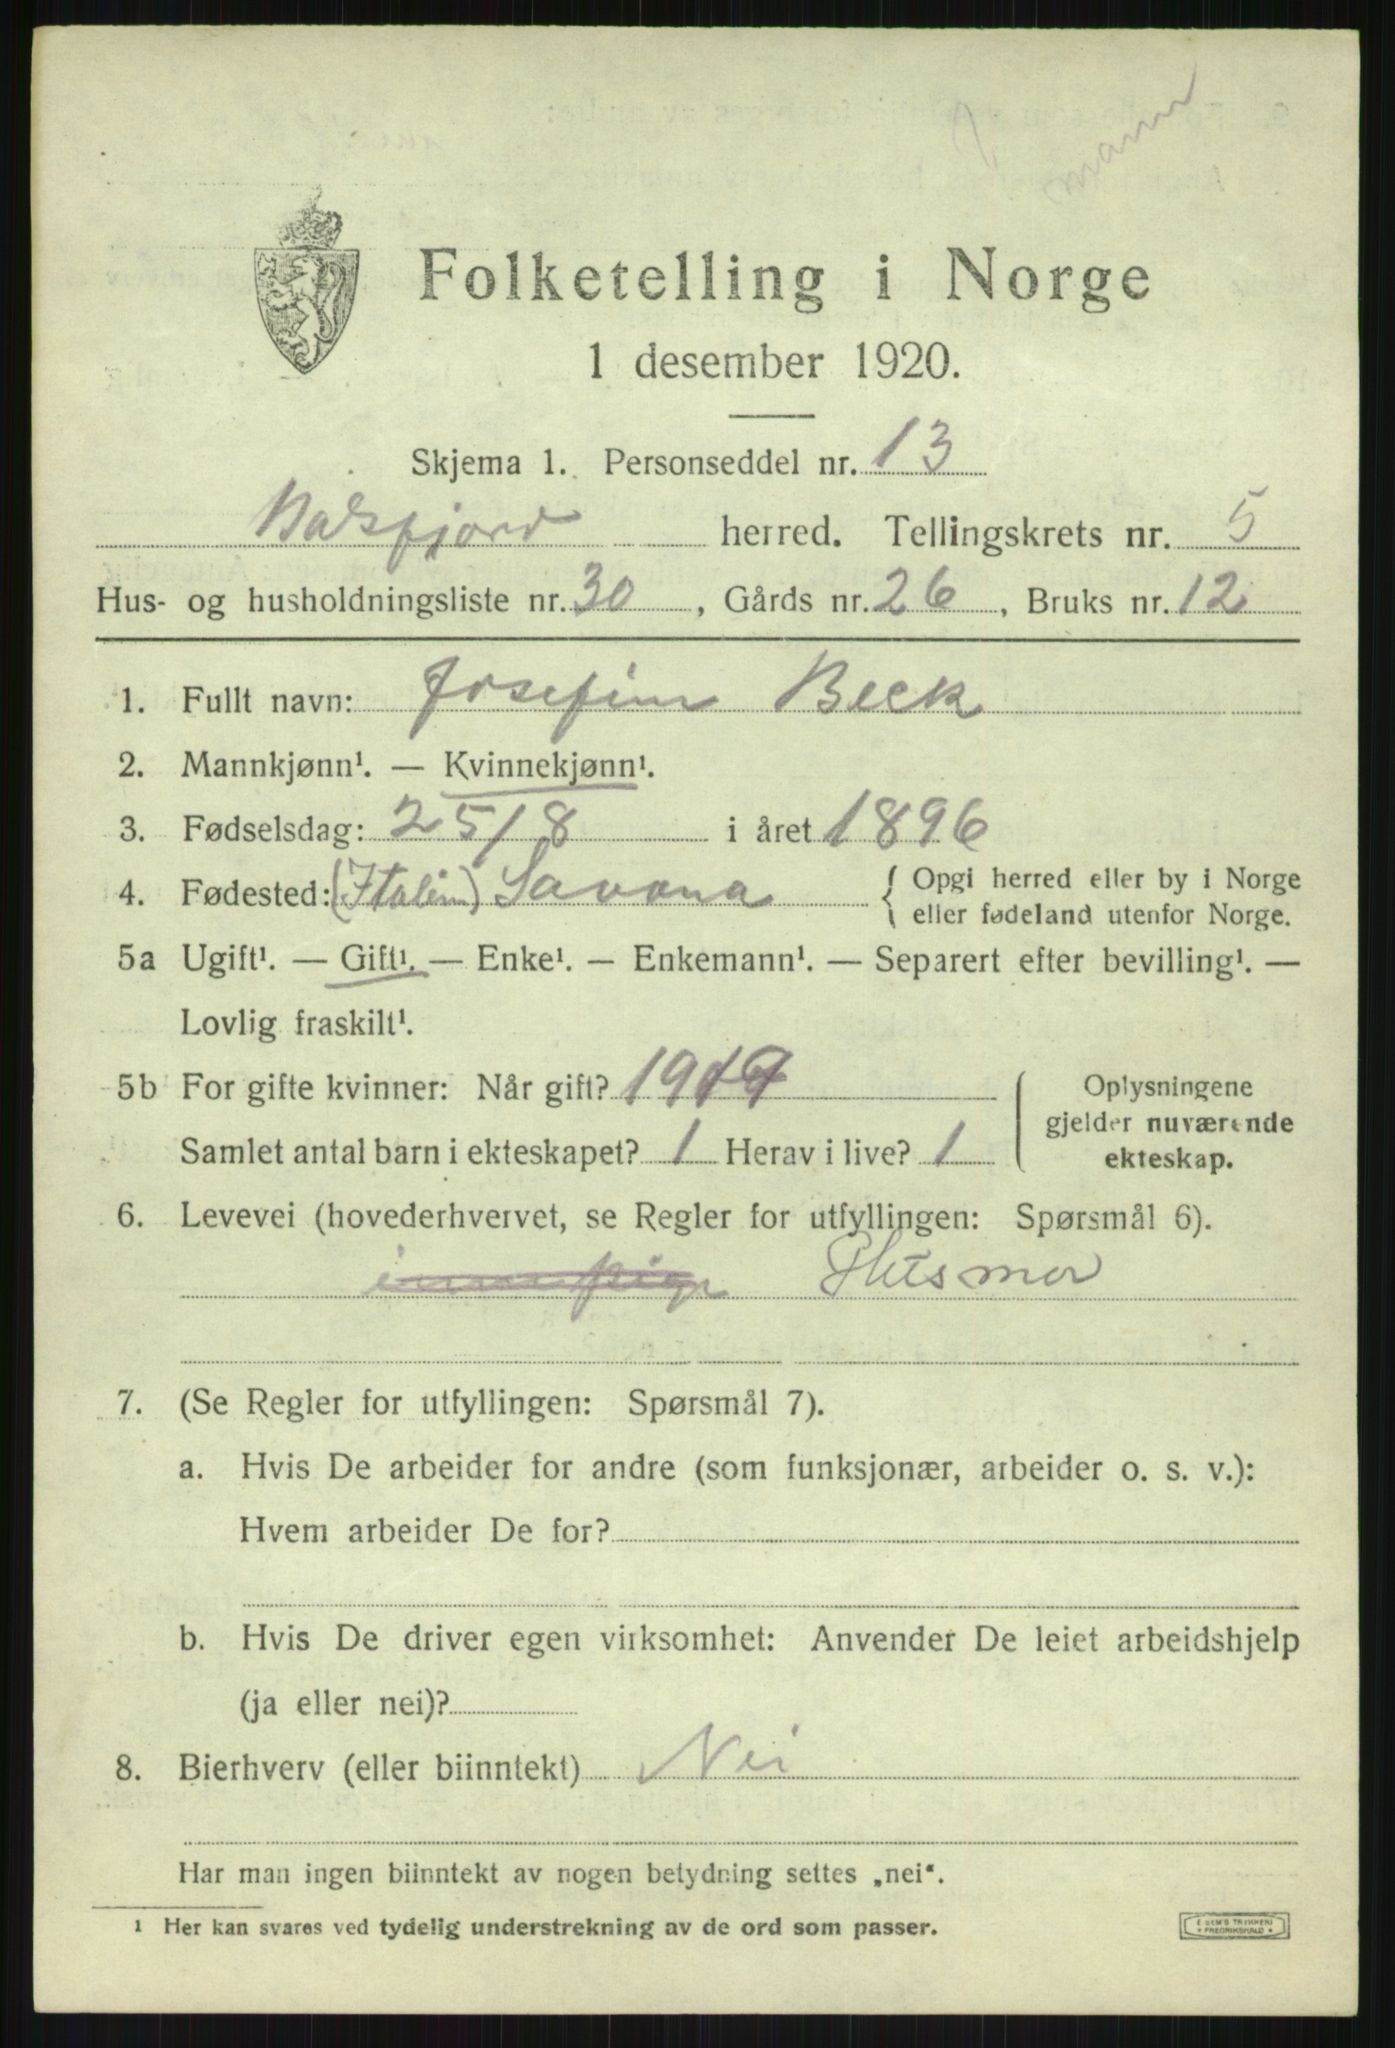 mann
Folketelling i Norge
1 desember 1920.
Skjema 1. Personseddel nr. 13
Balsfjord herred. Tellingskrets nr. 5
Hus- og husholdningsliste nr. 30, Gårds nr. 26, Bruks nr. 12
1. Fullt navn: Josefine Beck
2. Mannkjønn¹. — Kvinnekjønn¹.
3. Fødselsdag: 25/8 i året 1896
4. Fødested: (Italien) Savona { Opgi herred eller by i Norge
eller fødeland utenfor Norge.
5a Ugift¹. — Gift¹. — Enke¹. — Enkemann¹. — Separert efter bevilling¹. —
Lovlig fraskilt¹.
5b For gifte kvinner: Når gift? 1919
Samlet antal barn i ekteskapet? 1 Herav i live? 1
Oplysningene
gjelder nuværende
ekteskap.
6. Levevei (hovederhvervet, se Regler for utfyllingen: Spørsmål 6).
Husmor
7. (Se Regler for utfyllingen: Spørsmål 7).
a. Hvis De arbeider for andre (som funksjonær, arbeider o. s. v.):
Hvem arbeider De for?
b. Hvis De driver egen virksomhet: Anvender De leiet arbeidshjelp
(ja eller nei)?
8. Bierhverv (eller biinntekt) Nei
Har man ingen biinntekt av nogen betydning settes „nei“.
¹ Her kan svares ved tydelig understrekning av de ord som passer.